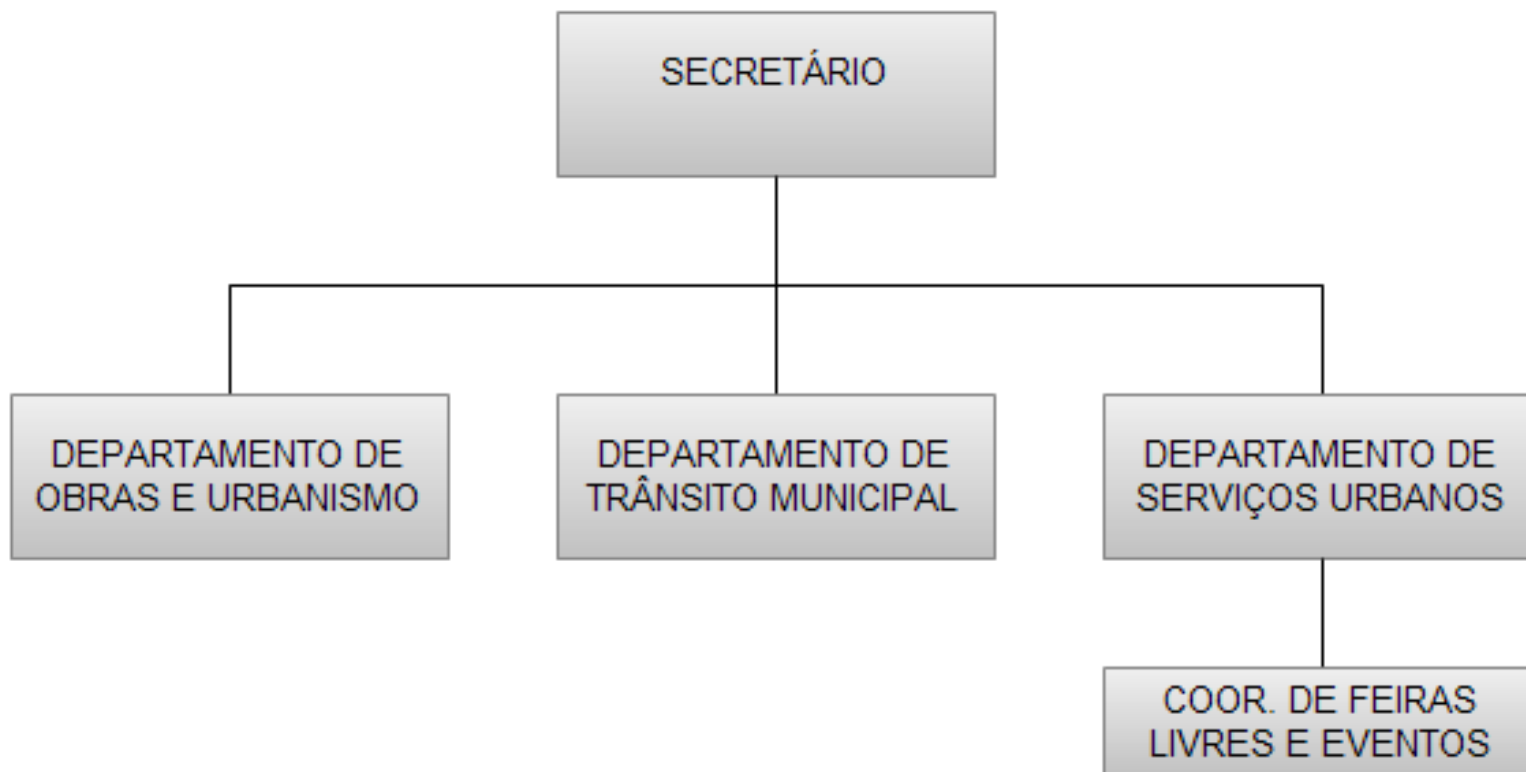 SECRETÁRIO
DEPARTAMENTO DE
OBRAS E URBANISMO
DEPARTAMENTO DE
TRÂNSITO MUNICIPAL
DEPARTAMENTO DE
SERVIÇOS URBANOS
COOR. DE FEIRAS
LIVRES E EVENTOS